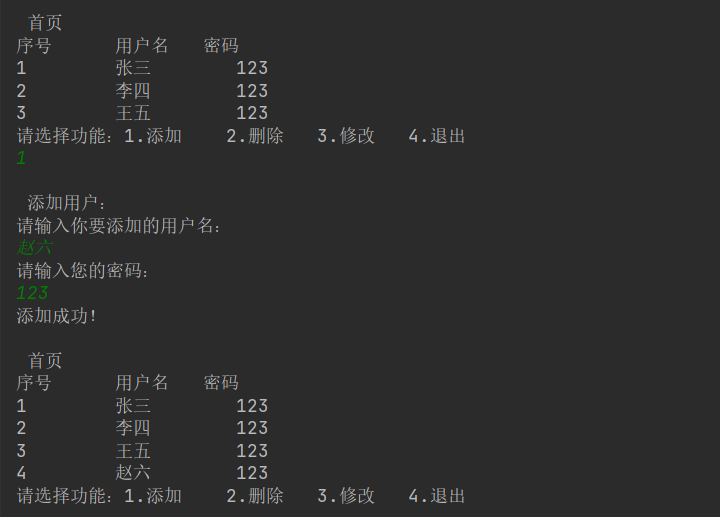 首页
序号 用户名 密码
1 张三 123
2 李四 123
3 王五 123
请选择功能：1.添加 2.删除 3.修改 4.退出
1
添加用户：
请输入你要添加的用户名：
赵六
请输入您的密码：
123
添加成功！
首页
序号 用户名 密码
1 张三 123
2 李四 123
3 王五 123
4 赵六 123
请选择功能：1.添加 2.删除 3.修改 4.退出